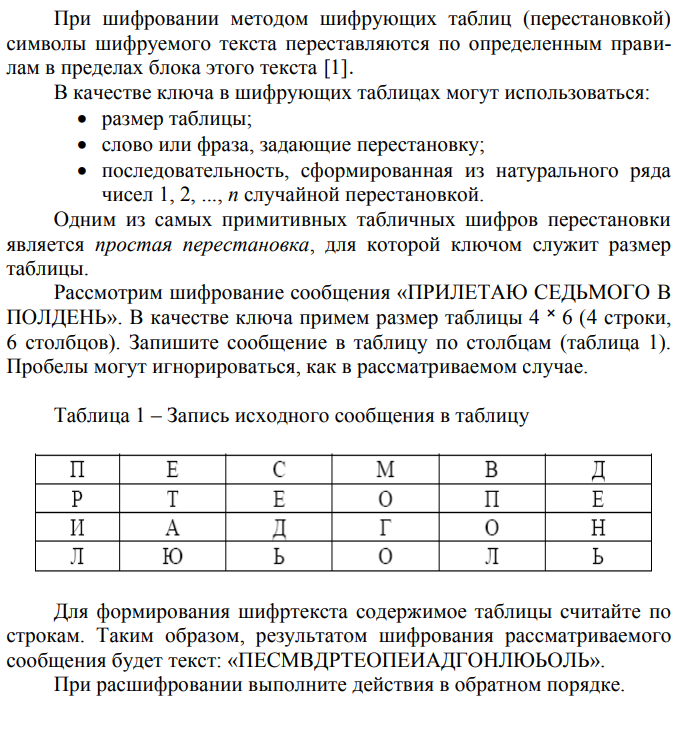 При шифровании методом шифрующих таблиц (перестановкой)
символы шифруемого текста переставляются по определенным прави-
лам в пределах блока этого текста [1].
В качестве ключа в шифрующих таблицах могут использоваться:
• размер таблицы;
• слово или фраза, задающие перестановку;
• последовательность, сформированная из натурального ряда
чисел 1, 2, ..., n случайной перестановкой.
Одним из самых примитивных табличных шифров перестановки
является простая перестановка, для которой ключом служит размер
таблицы.
Рассмотрим шифрование сообщения «ПРИЛЕТАЮ СЕДЬМОГО В
ПОЛДЕНЬ». В качестве ключа примем размер таблицы 4 × 6 (4 строки,
6 столбцов). Запишите сообщение в таблицу по столбцам (таблица 1).
Пробелы могут игнорироваться, как в рассматриваемом случае.
Таблица 1 – Запись исходного сообщения в таблицу
П Е С М В Д
Р Т Е О П Е
И А Д Г О Н
Л Ю Ь О Л Ь
Для формирования шифртекста содержимое таблицы считайте по
строкам. Таким образом, результатом шифрования рассматриваемого
сообщения будет текст: «ПЕСМВДРТЕОПЕИАДГОНЛЮЬОЛЬ».
При расшифровании выполните действия в обратном порядке.